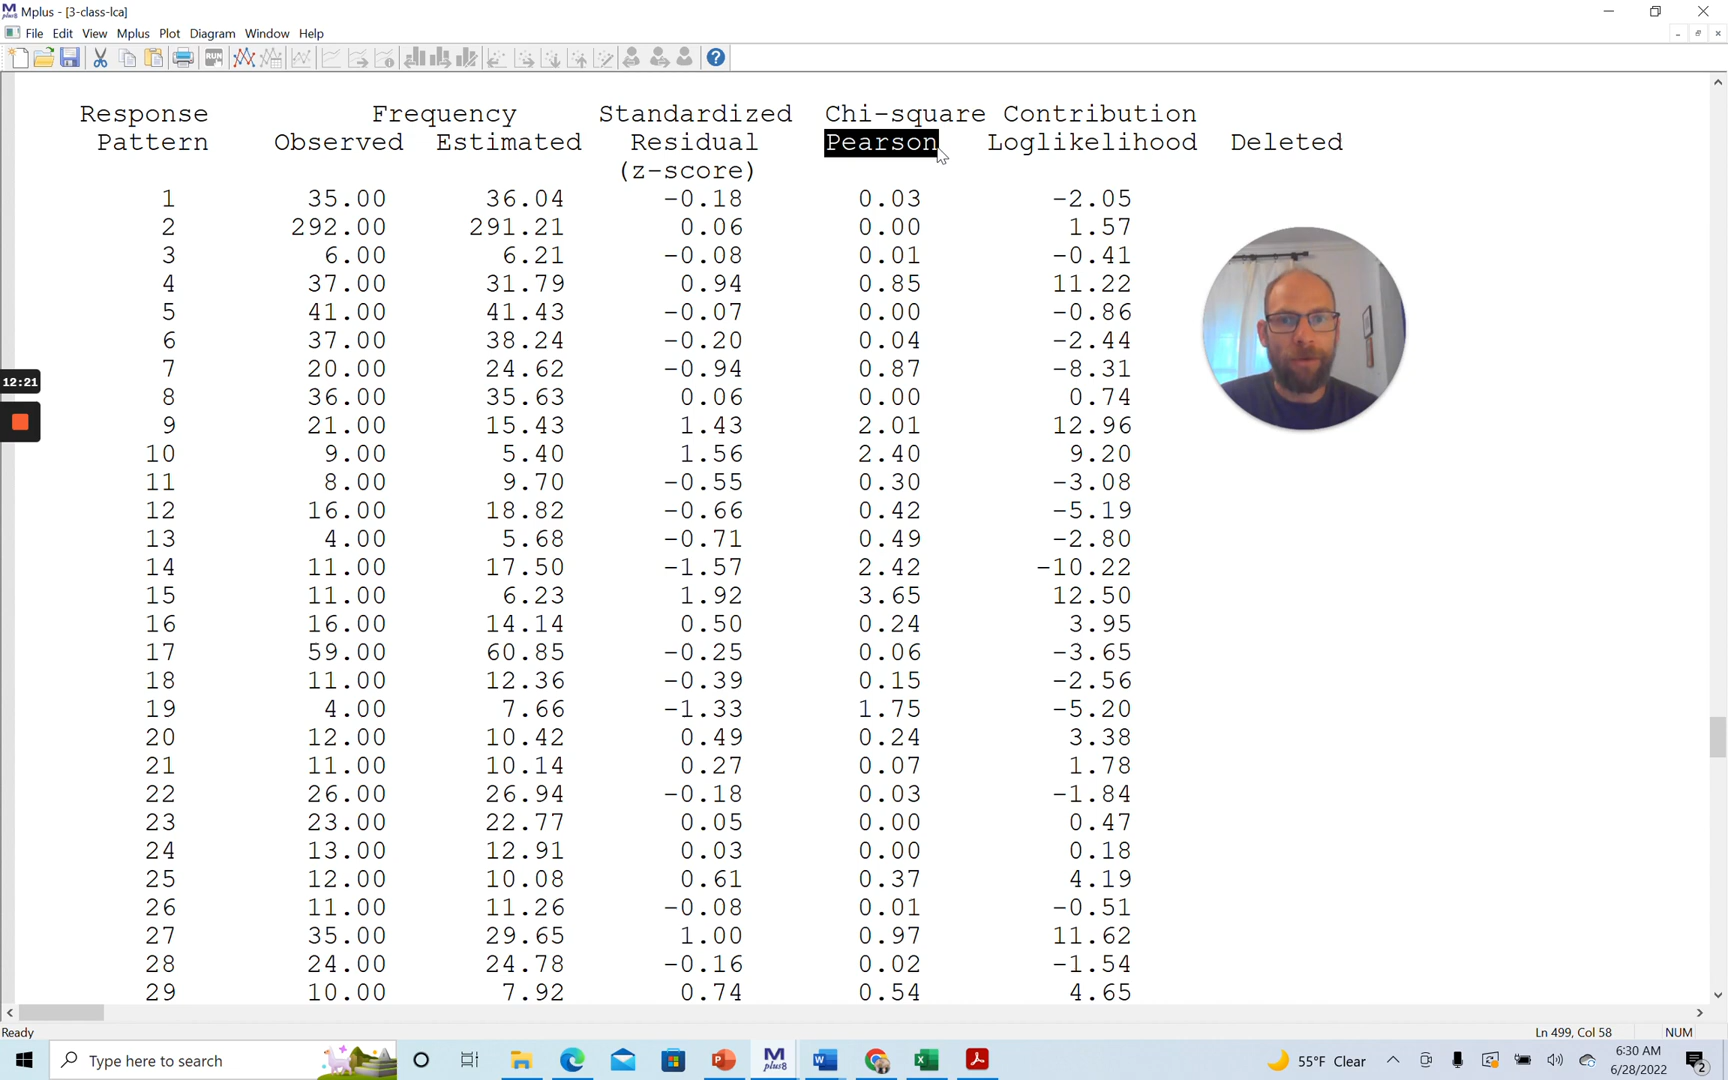 Mplus - [3-class-lca]
File Edit View Mplus Plot Diagram Window Help
RUN
Response Frequency Standardized Chi-square Contribution
Pattern Observed Estimated Residual Pearson Loglikelihood Deleted
(z-score)
1 35.00 36.04 -0.18 0.03 -2.05
2 292.00 291.21 0.06 0.00 1.57
3 6.00 6.21 -0.08 0.01 -0.41
4 37.00 31.79 0.94 0.85 11.22
5 41.00 41.43 -0.07 0.00 -0.86
6 37.00 38.24 -0.20 0.04 -2.44
7 20.00 24.62 -0.94 0.87 -8.31
8 36.00 35.63 0.06 0.00 0.74
9 21.00 15.43 1.43 2.01 12.96
10 9.00 5.40 1.56 2.40 9.20
11 8.00 9.70 -0.55 0.30 -3.08
12 16.00 18.82 -0.66 0.42 -5.19
13 4.00 5.68 -0.71 0.49 -2.80
14 11.00 17.50 -1.57 2.42 -10.22
15 11.00 6.23 1.92 3.65 12.50
16 16.00 14.14 0.50 0.24 3.95
17 59.00 60.85 -0.25 0.06 -3.65
18 11.00 12.36 -0.39 0.15 -2.56
19 4.00 7.66 -1.33 1.75 -5.20
20 12.00 10.42 0.49 0.24 3.38
21 11.00 10.14 0.27 0.07 1.78
22 26.00 26.94 -0.18 0.03 -1.84
23 23.00 22.77 0.05 0.00 0.47
24 13.00 12.91 0.03 0.00 0.18
25 12.00 10.08 0.61 0.37 4.19
26 11.00 11.26 -0.08 0.01 -0.51
27 35.00 29.65 1.00 0.97 11.62
28 24.00 24.78 -0.16 0.02 -1.54
29 10.00 7.92 0.74 0.54 4.65
12:21
Ready Ln 499, Col 58 NUM
Type here to search
55°F Clear
6:30 AM
6/28/2022
2